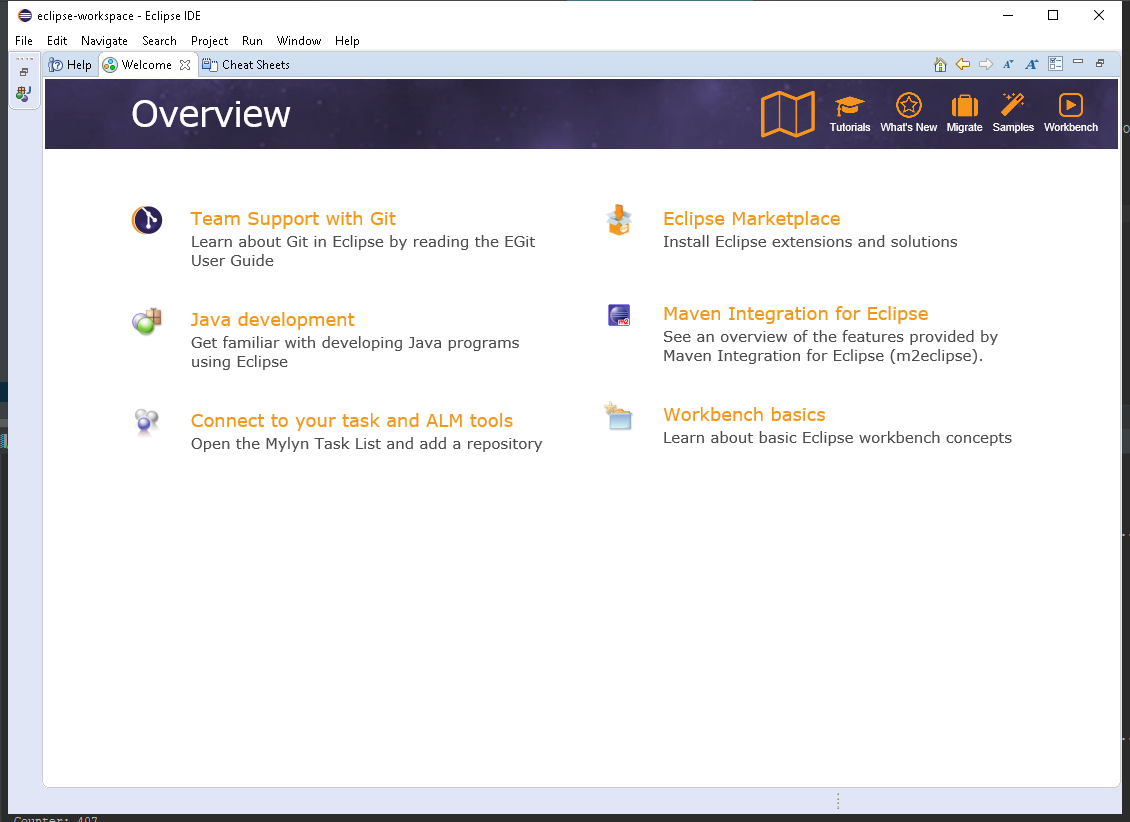 eclipse-workspace - Eclipse IDE
File Edit Navigate Search Project Run Window Help
Help Welcome Cheat Sheets
Overview
Tutorials What's New Migrate Samples Workbench
Team Support with Git
Learn about Git in Eclipse by reading the EGit
User Guide
Eclipse Marketplace
Install Eclipse extensions and solutions
Java development
Get familiar with developing Java programs
using Eclipse
Maven Integration for Eclipse
See an overview of the features provided by
Maven Integration for Eclipse (m2eclipse).
Connect to your task and ALM tools
Open the Mylyn Task List and add a repository
Workbench basics
Learn about basic Eclipse workbench concepts
Counter: 407